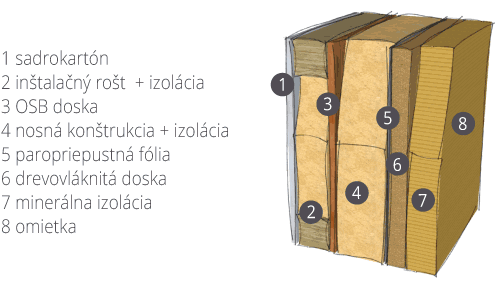 1 sadrokartón
2 inštalačný rošt + izolácia
3 OSB doska
4 nosná konštrukcia + izolácia
5 paropriepustná fólia
6 drevovláknitá doska
7 minerálna izolácia
8 omietka
1
3
5
8
6
4
7
2